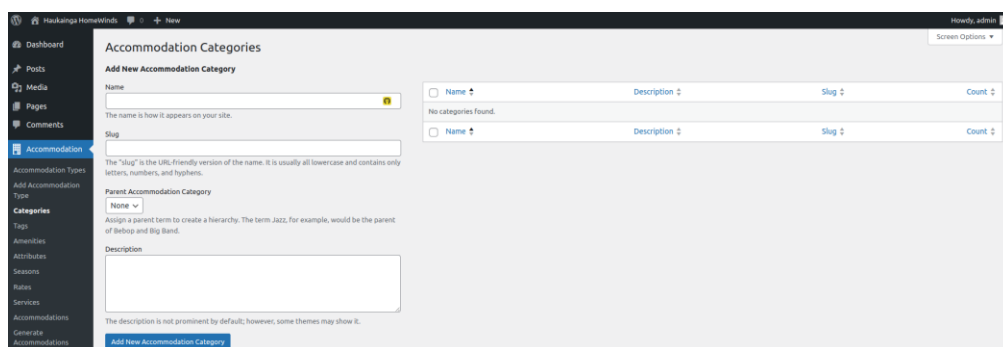 Haukainga HomeWinds 0 + New Howdy, admin
Screen Options ▼
Dashboard
Posts
Media
Pages
Comments
Accommodation
Accommodation Types
Add Accommodation
Type
Categories
Tags
Amenities
Attributes
Seasons
Rates
Services
Accommodations
Generate
Accommodations
Accommodation Categories
Add New Accommodation Category
Name
The name is how it appears on your site.
Slug
The "slug" is the URL-friendly version of the name. It is usually all lowercase and contains only
letters, numbers, and hyphens.
Parent Accommodation Category
None
Assign a parent term to create a hierarchy. The term Jazz, for example, would be the parent
of Bebop and Big Band.
Description
The description is not prominent by default; however, some themes may show it.
Add New Accommodation Category
Name Description Slug Count
No categories found.
Name Description Slug Count